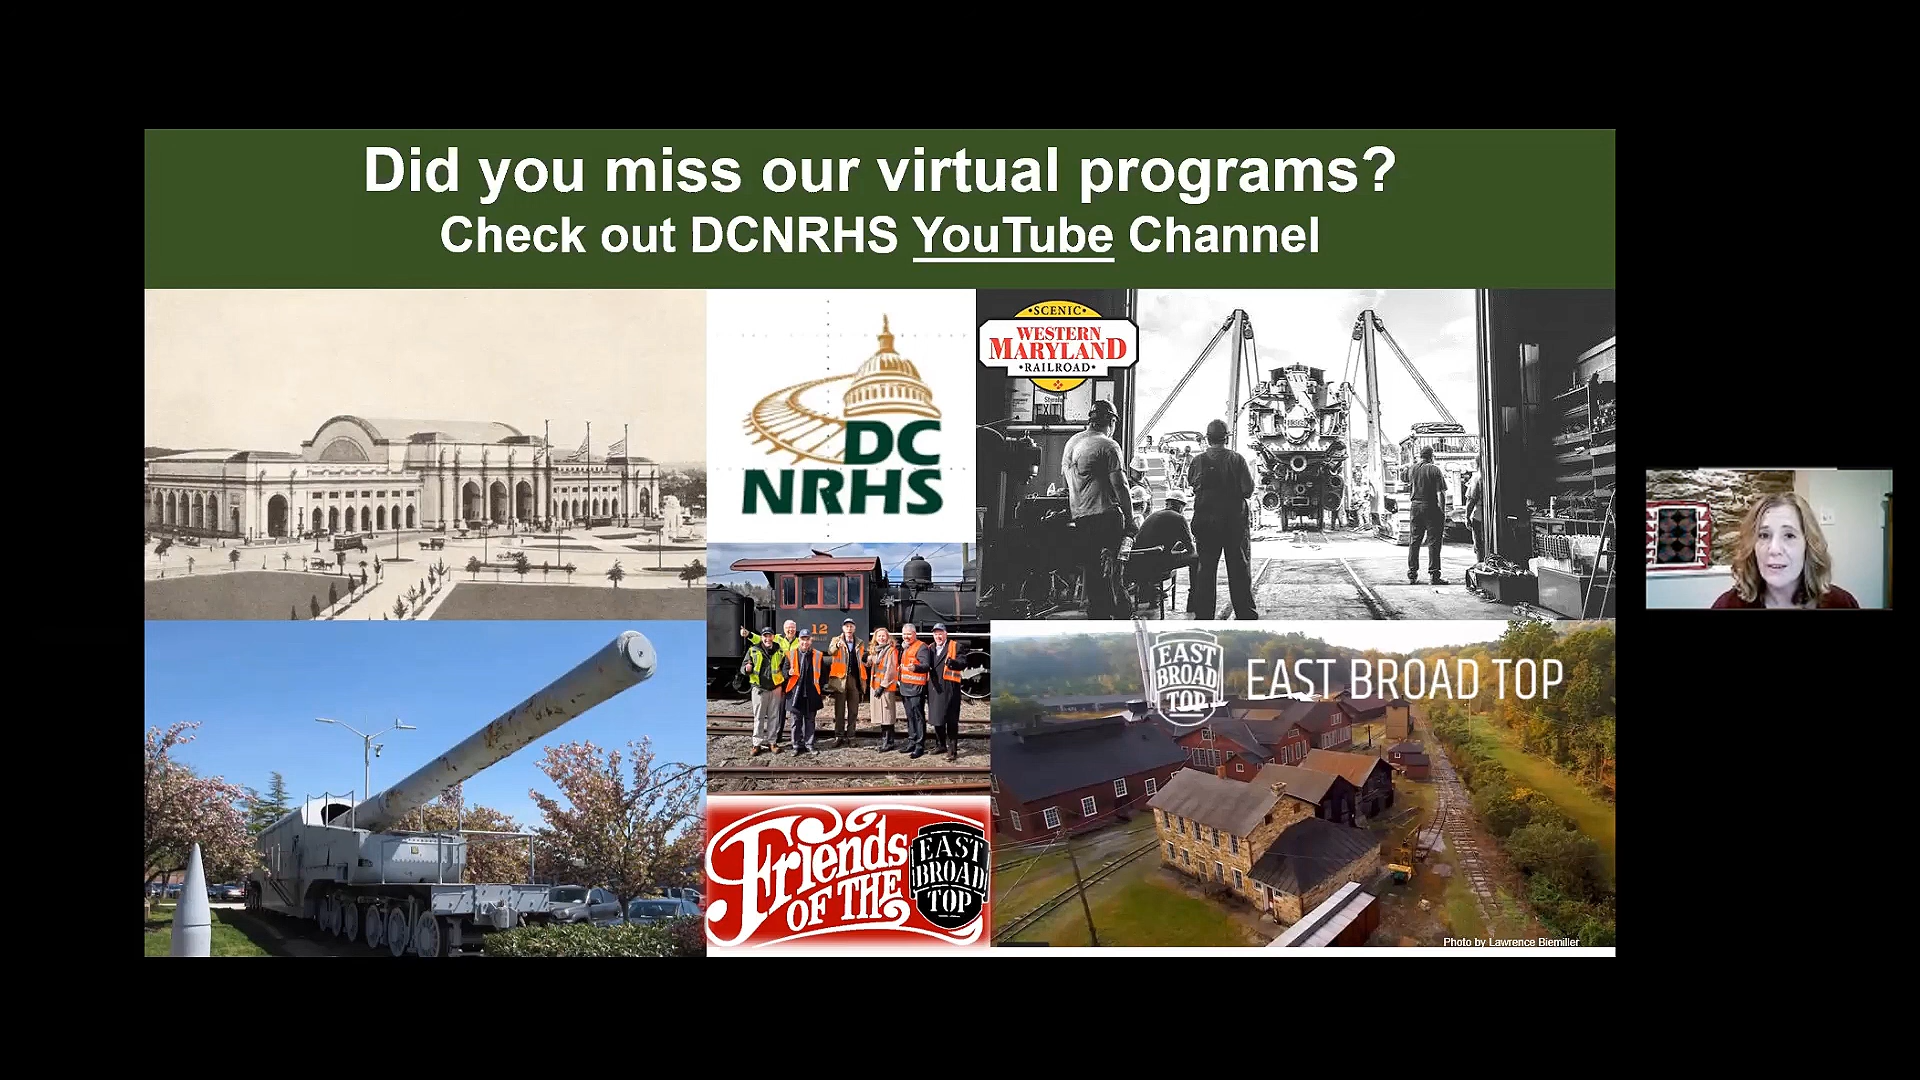 Did you miss our virtual programs?
Check out DCNRHS YouTube Channel
DC
NRHS
SCENIC
WESTERN
MARYLAND
RAILROAD
EXIT
12
EAST
BROAD
TOP
EAST BROAD TOP
Friends
OF THE
EAST
BROAD
TOP
Photo by Lawrence Biemiller